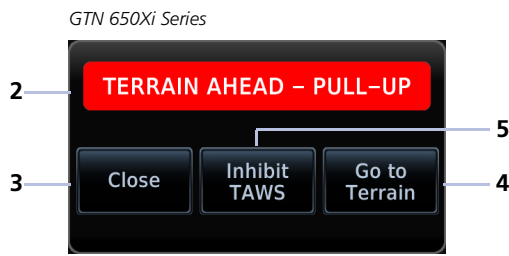 GTN 650Xi Series
2
TERRAIN AHEAD – PULL–UP
5
3
Close
Inhibit
TAWS
Go to
Terrain
4